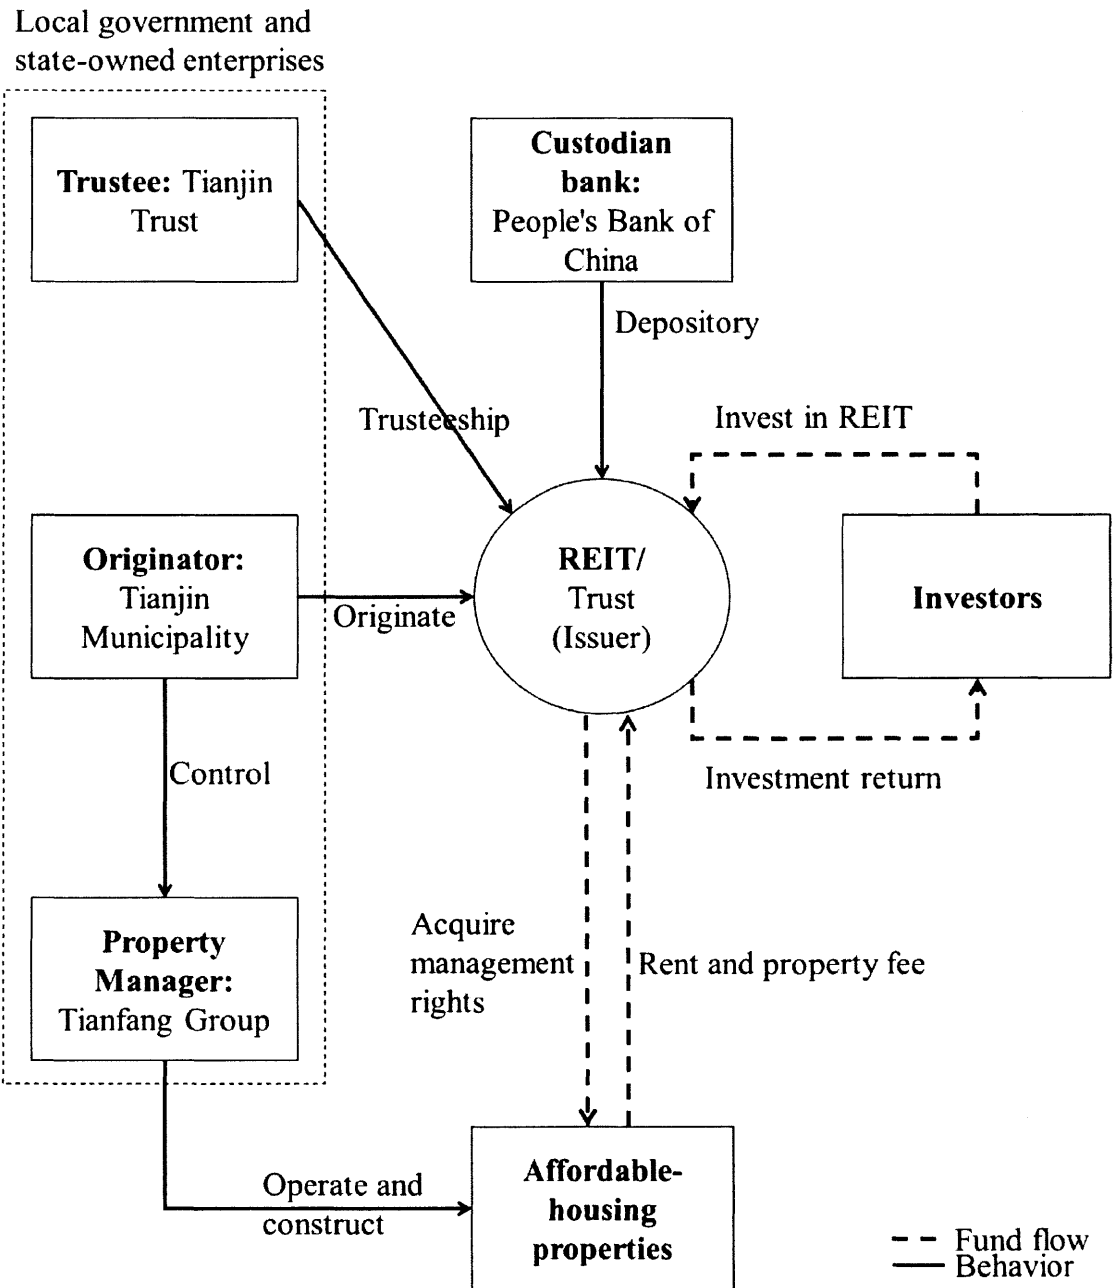 Local government and
state-owned enterprises
Trustee: Tianjin
Trust
Custodian
bank:
People's Bank of
China
Depository
Trusteeship
Invest in REIT
Originator:
Tianjin
Municipality
Originate
REIT/
Trust
(Issuer)
Investors
Control
Investment return
Property
Manager:
Tianfang Group
Acquire
management
rights
Rent and property fee
Operate and
construct
Affordable-
housing
properties
Fund flow
Behavior